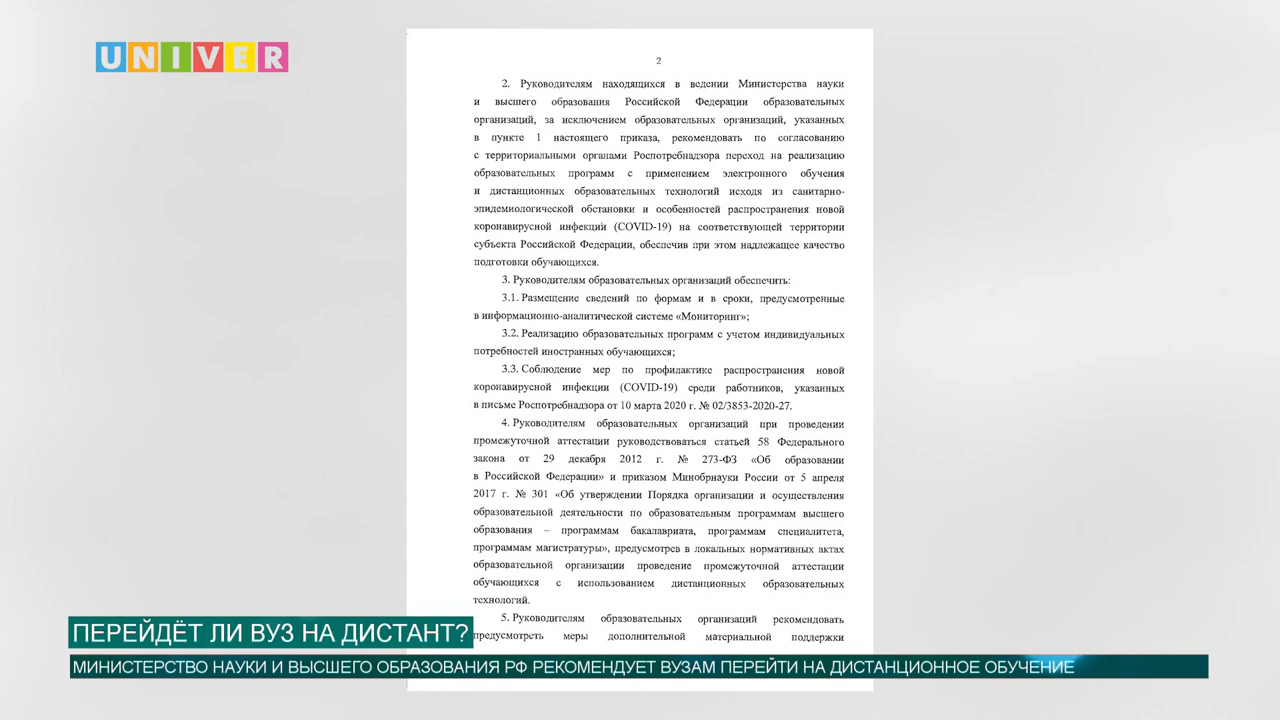 UNIVER
2
2. Руководителям находящихся в ведении Министерства науки
и высшего образования Российской Федерации образовательных
организаций, за исключением образовательных организаций, указанных
в пункте 1 настоящего приказа, рекомендовать по согласованию
с территориальными органами Роспотребнадзора переход на реализацию
образовательных программ с применением электронного обучения
и дистанционных образовательных технологий исходя из санитарно-
эпидемиологической обстановки и особенностей распространения новой
коронавирусной инфекции (COVID-19) на соответствующей территории
субъекта Российской Федерации, обеспечив при этом надлежащее качество
подготовки обучающихся.
3. Руководителям образовательных организаций обеспечить:
3.1. Размещение сведений по формам и в сроки, предусмотренные
в информационно-аналитической системе «Мониторинг»;
3.2. Реализацию образовательных программ с учетом индивидуальных
потребностей иностранных обучающихся;
3.3. Соблюдение мер по профилактике распространения новой
коронавирусной инфекции (COVID-19) среди работников, указанных
в письме Роспотребнадзора от 10 марта 2020 г. № 02/3853-2020-27.
4. Руководителям образовательных организаций при проведении
промежуточной аттестации руководствоваться статьей 58 Федерального
закона от 29 декабря 2012 г. № 273-ФЗ «Об образовании
в Российской Федерации» и приказом Минобрнауки России от 5 апреля
2017 г. № 301 «Об утверждении Порядка организации и осуществления
образовательной деятельности по образовательным программам высшего
образования – программам бакалавриата, программам специалитета,
программам магистратуры», предусмотрев в локальных нормативных актах
образовательной организации проведение промежуточной аттестации
обучающихся с использованием дистанционных образовательных
технологий.
5. Руководителям образовательных организаций рекомендовать
предусмотреть меры дополнительной материальной поддержки
ПЕРЕЙДЁТ ЛИ ВУЗ НА ДИСТАНТ?
МИНИСТЕРСТВО НАУКИ И ВЫСШЕГО ОБРАЗОВАНИЯ РФ РЕКОМЕНДУЕТ ВУЗАМ ПЕРЕЙТИ НА ДИСТАНЦИОННОЕ ОБУЧЕНИЕ